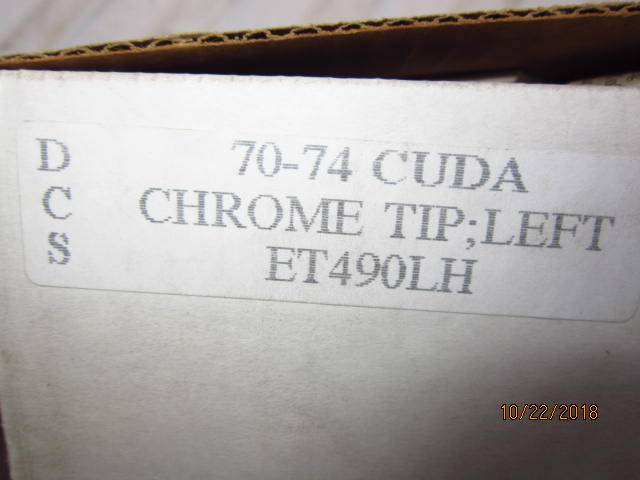 D
C
S
70-74 CUDA
CHROME TIP;LEFT
ET490LH
10/22/2018